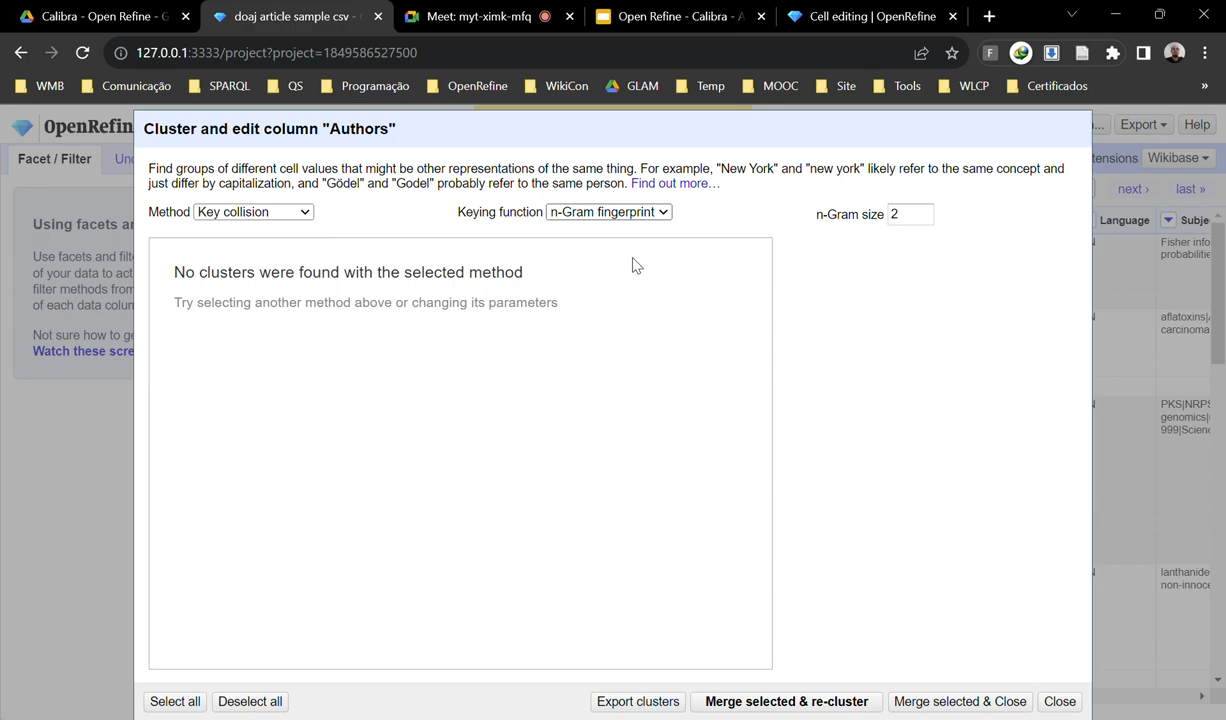 Calibra - Open Refine - G
doaj article sample csv -
Meet: myt-ximk-mfq
Open Refine - Calibra - A
Cell editing | OpenRefine
127.0.0.1:3333/project?project=1849586527500
WMB
Comunicação
SPARQL
QS
Programação
OpenRefine
WikiCon
GLAM
Temp
MOOC
Site
Tools
WLCP
Certificados
»
OpenRefin
Cluster and edit column "Authors"
Export
Help
Facet / Filter
Und
tensions
Wikibase
Find groups of different cell values that might be other representations of the same thing. For example, "New York" and "new york" likely refer to the same concept and
just differ by capitalization, and "Gödel" and "Godel" probably refer to the same person. Find out more...
next ›
last »
Method Key collision
Keying function n-Gram fingerprint
n-Gram size 2
Language
Subje
Using facets an
Use facets and filte
of your data to act
filter methods from
of each data colun
Not sure how to ge
Watch these scre
No clusters were found with the selected method
Try selecting another method above or changing its parameters
Fisher info
probabilitie
aflatoxins|
carcinoma
PKS|NRPS
genomics|
999|Scienc
lanthanide
non-innoce
Select all
Deselect all
Export clusters
Merge selected & re-cluster
Merge selected & Close
Close